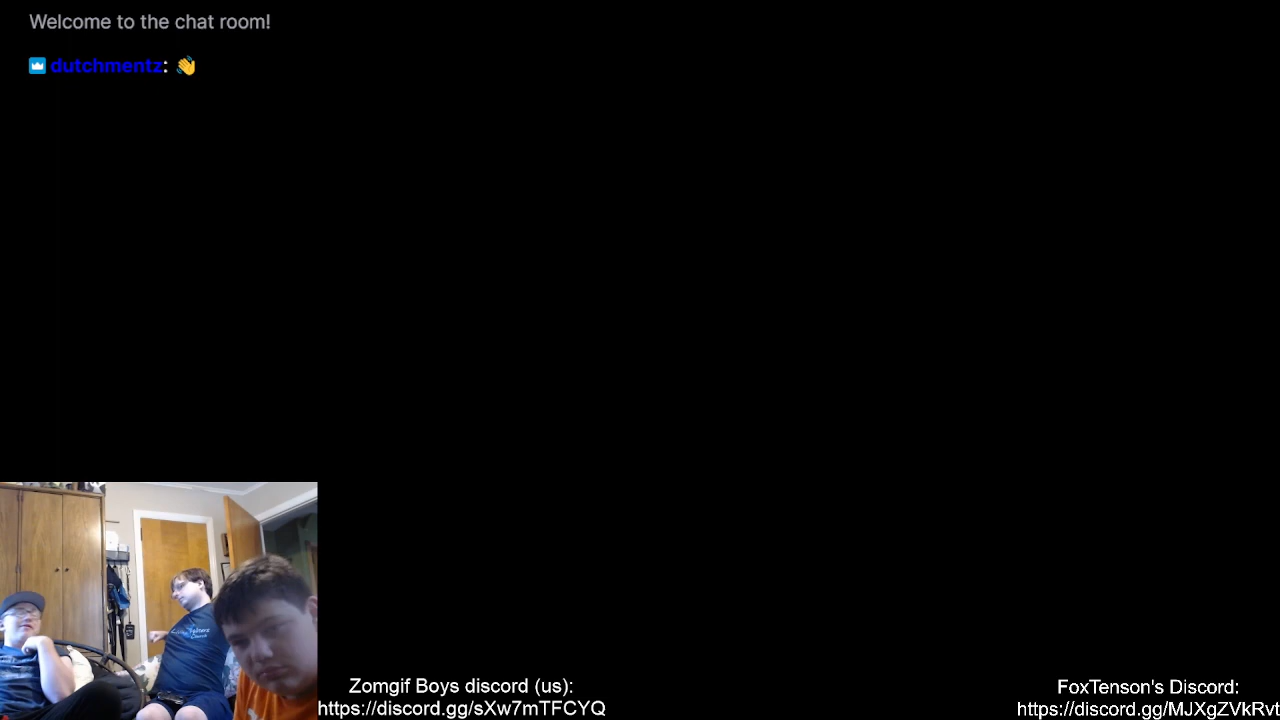 Welcome to the chat room!
dutchmentz: 👋
Zomgif Boys discord (us):
https://discord.gg/sXw7mTFCYQ
FoxTenson's Discord:
https://discord.gg/MJXgZVkRvt